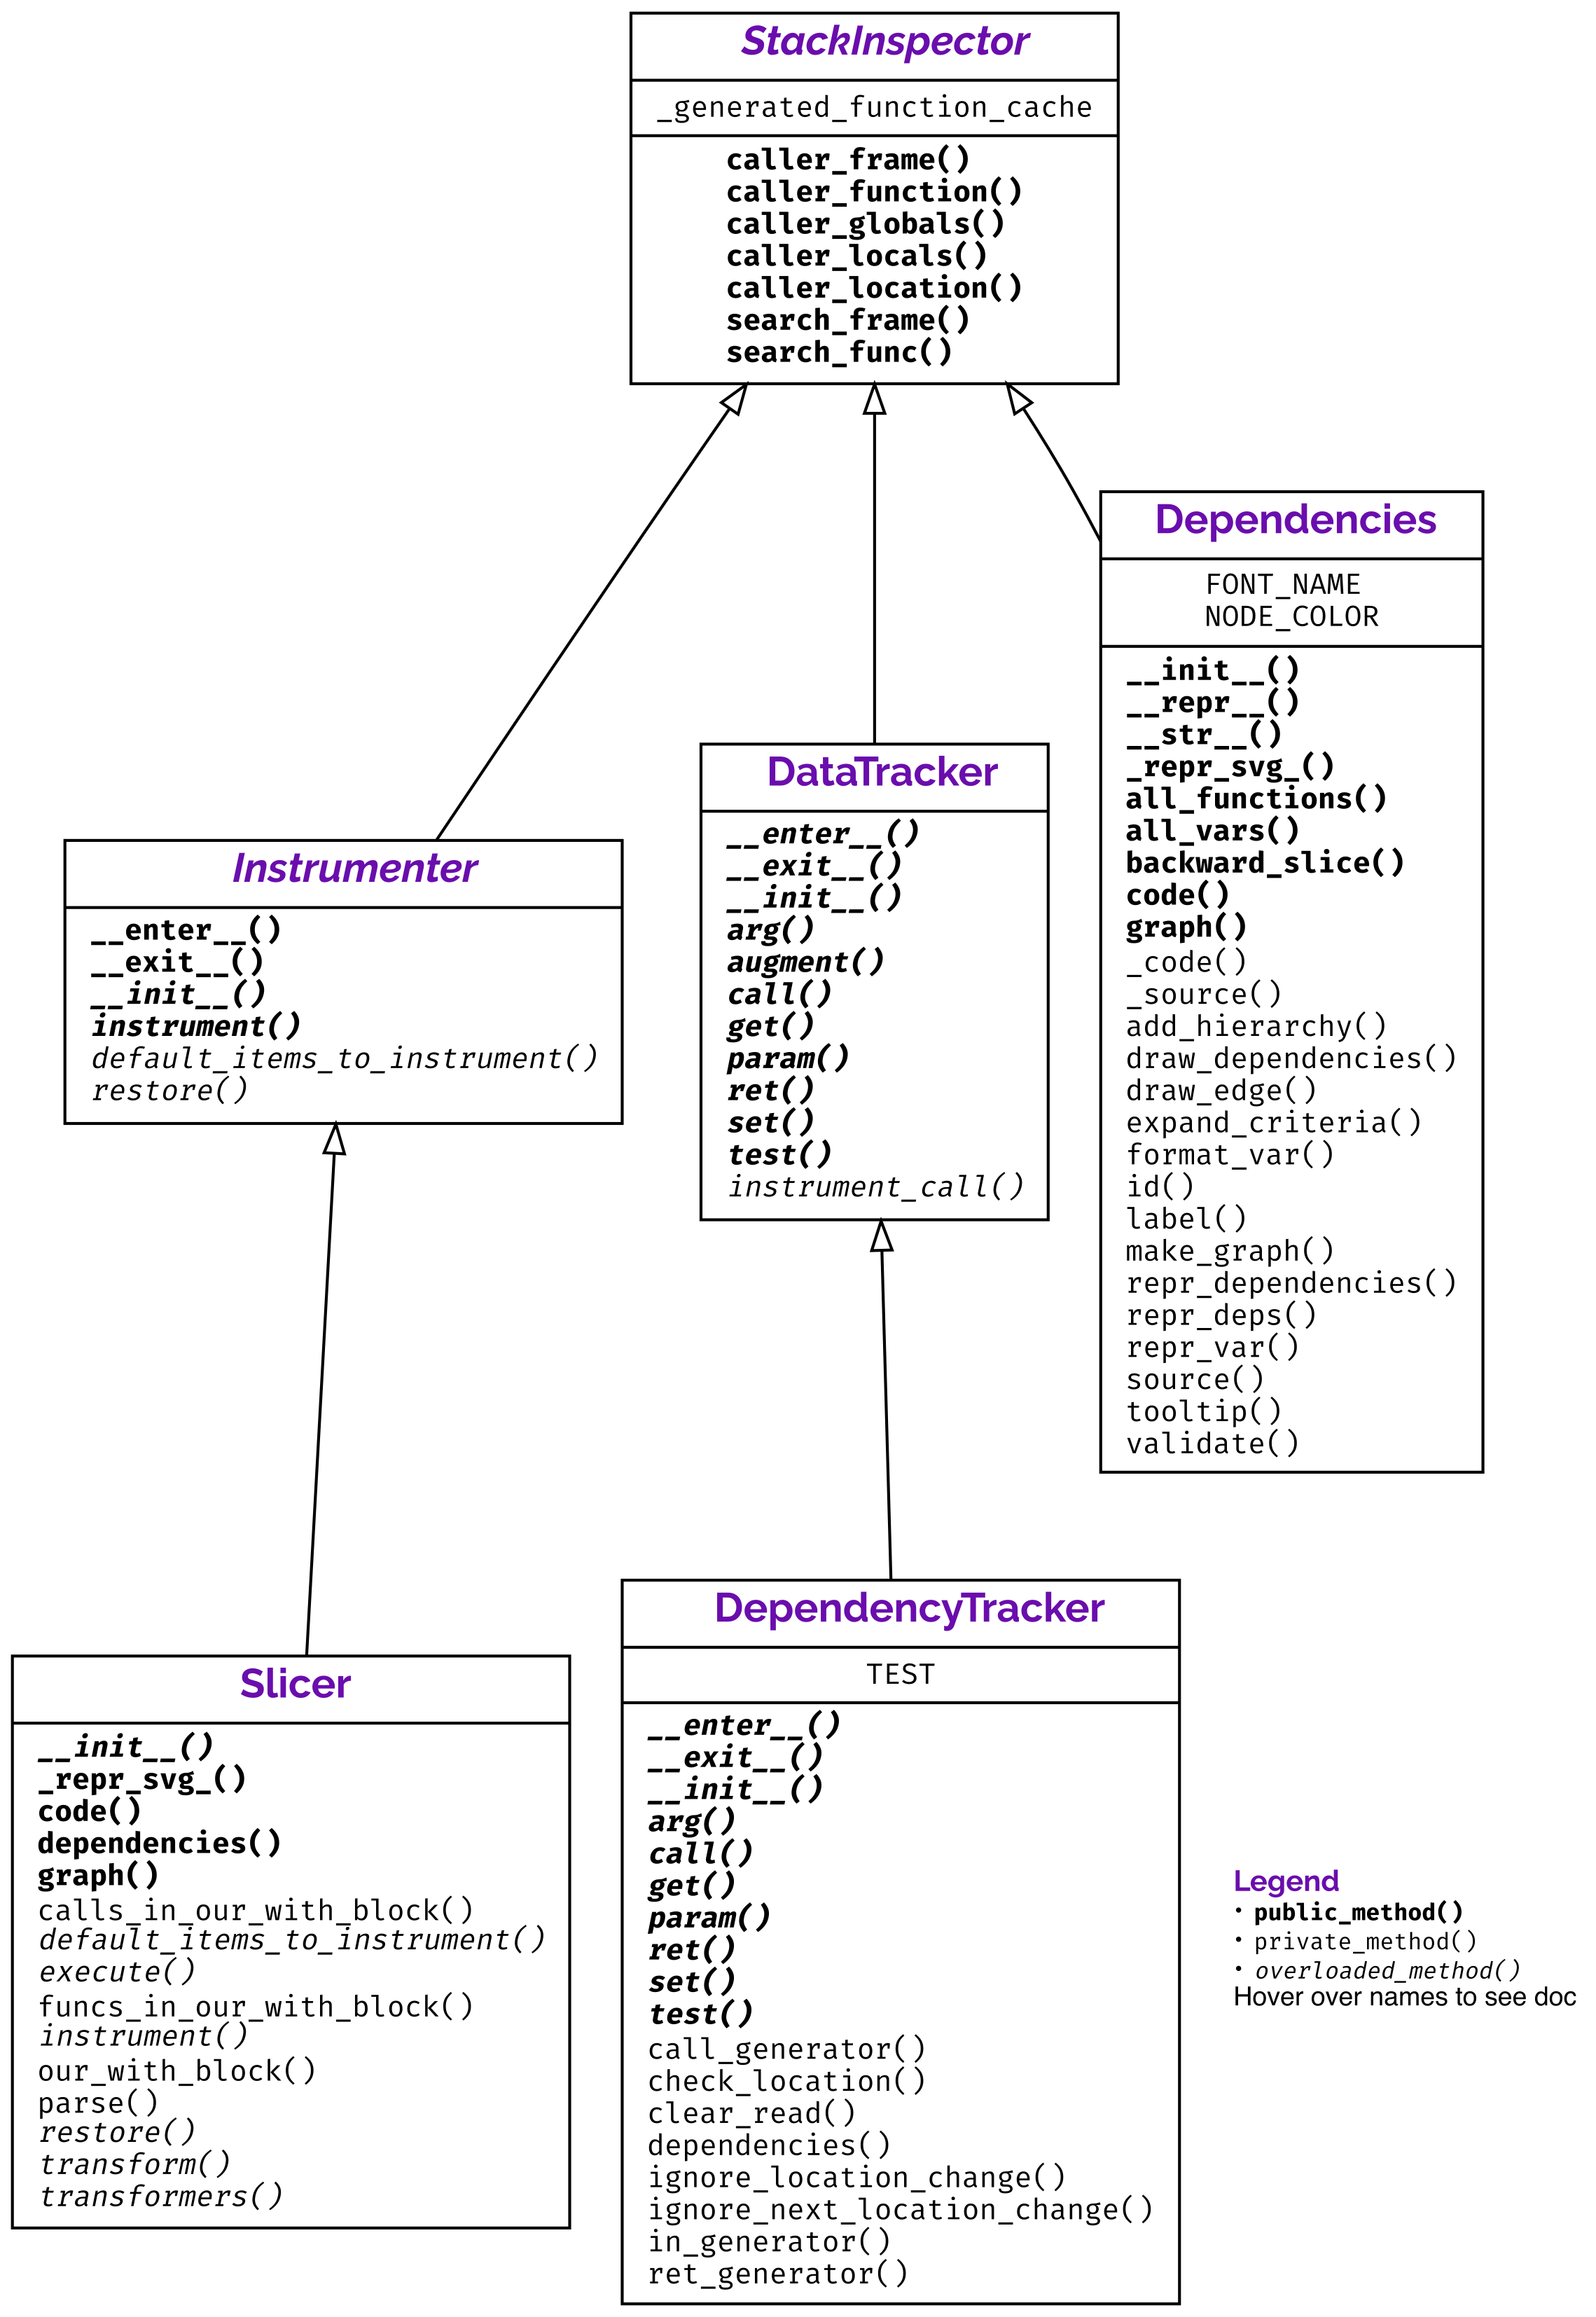 StackInspector
_generated_function_cache
caller_frame()
caller_function()
caller_globals()
caller_locals()
caller_location()
search_frame()
search_func()
Dependencies
FONT_NAME
NODE_COLOR
__init__()
__repr__()
__str__()
_repr_svg_()
all_functions()
all_vars()
backward_slice()
code()
graph()
_code()
_source()
add_hierarchy()
draw_dependencies()
draw_edge()
expand_criteria()
format_var()
id()
label()
make_graph()
repr_dependencies()
repr_deps()
repr_var()
source()
tooltip()
validate()
DataTracker
__enter__()
__exit__()
__init__()
arg()
augment()
call()
get()
param()
ret()
set()
test()
instrument_call()
Instrumenter
__enter__()
__exit__()
__init__()
instrument()
default_items_to_instrument()
restore()
Slicer
__init__()
_repr_svg_()
code()
dependencies()
graph()
calls_in_our_with_block()
default_items_to_instrument()
execute()
funcs_in_our_with_block()
instrument()
our_with_block()
parse()
restore()
transform()
transformers()
DependencyTracker
TEST
__enter__()
__exit__()
__init__()
arg()
call()
get()
param()
ret()
set()
test()
call_generator()
check_location()
clear_read()
dependencies()
ignore_location_change()
ignore_next_location_change()
in_generator()
ret_generator()
Legend
• public_method()
• private_method()
• overloaded_method()
Hover over names to see doc